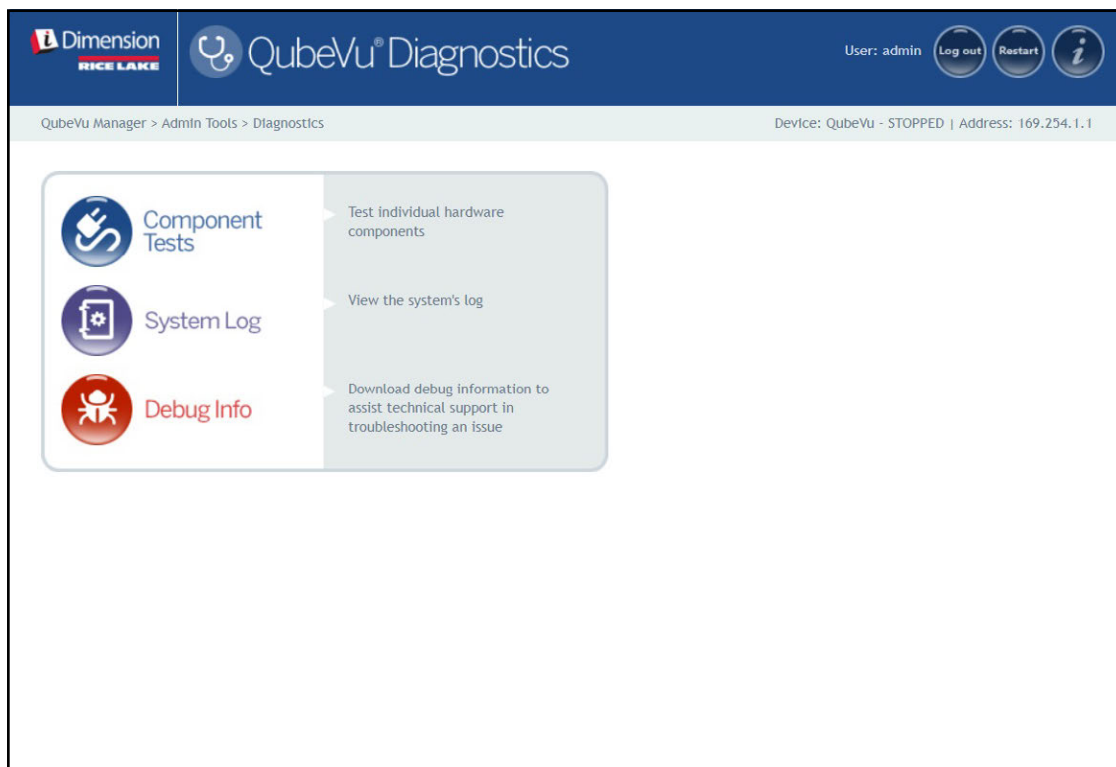 i Dimension
RICE LAKE
QubeVu® Diagnostics
User: admin
Log out
Restart
i
QubeVu Manager > Admin Tools > Diagnostics
Device: QubeVu - STOPPED | Address: 169.254.1.1
Component
Tests
Test individual hardware
components
System Log
View the system's log
Debug Info
Download debug information to
assist technical support in
troubleshooting an issue